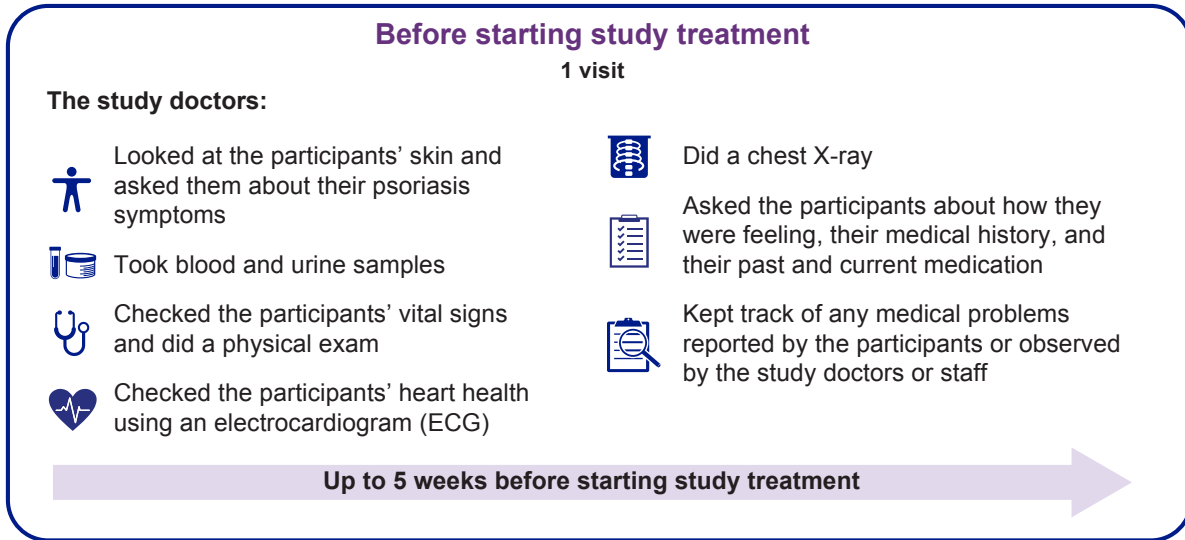 Before starting study treatment
1 visit
The study doctors:
Looked at the participants’ skin and
asked them about their psoriasis
symptoms
Took blood and urine samples
Checked the participants’ vital signs
and did a physical exam
Checked the participants’ heart health
using an electrocardiogram (ECG)
Did a chest X-ray
Asked the participants about how they
were feeling, their medical history, and
their past and current medication
Kept track of any medical problems
reported by the participants or observed
by the study doctors or staff
Up to 5 weeks before starting study treatment